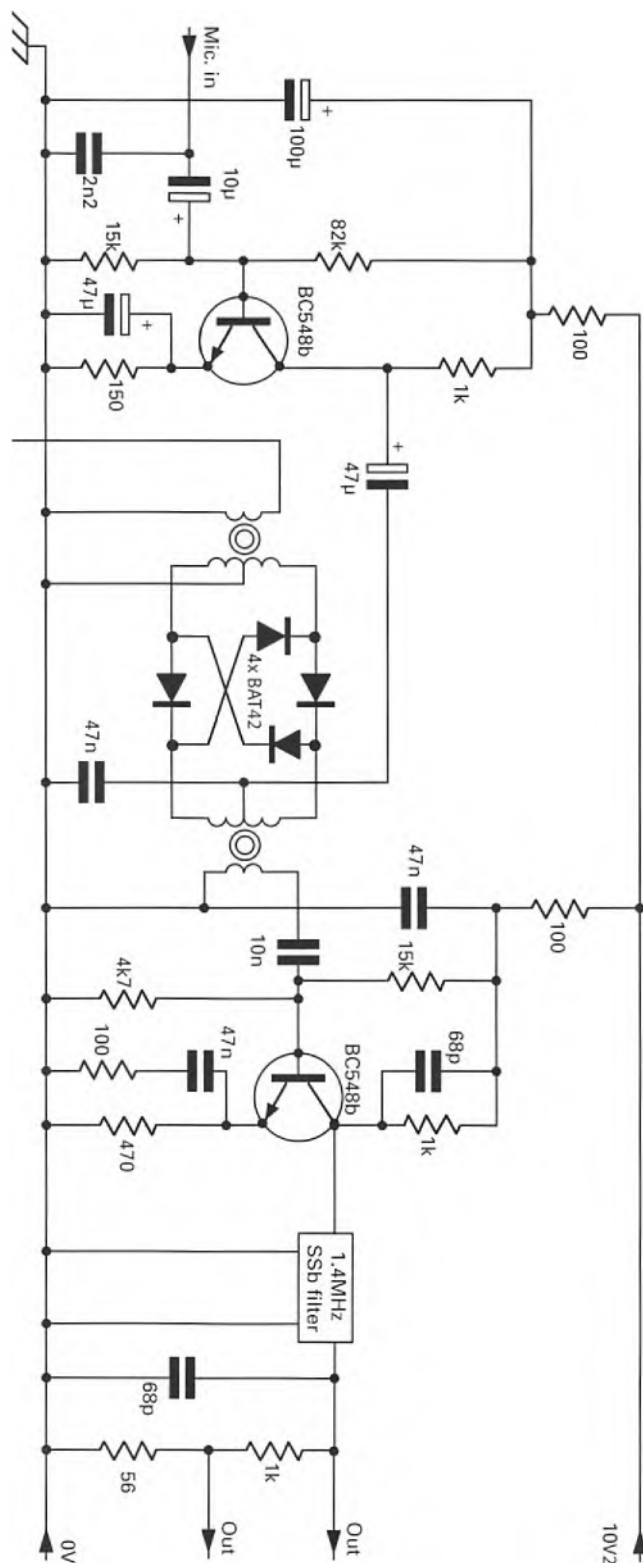 Mic. in
100µ
+
2n2
10µ
+
15k
82k
47µ
+
BC548b
100
150
1k
+
47µ
4x BAT42
47n
47n
100
10n
15k
4k7
47n
BC548b
68p
100
470
1k
1.4MHz
SSb filter
68p
56
1k
Out
Out
0V
10V2